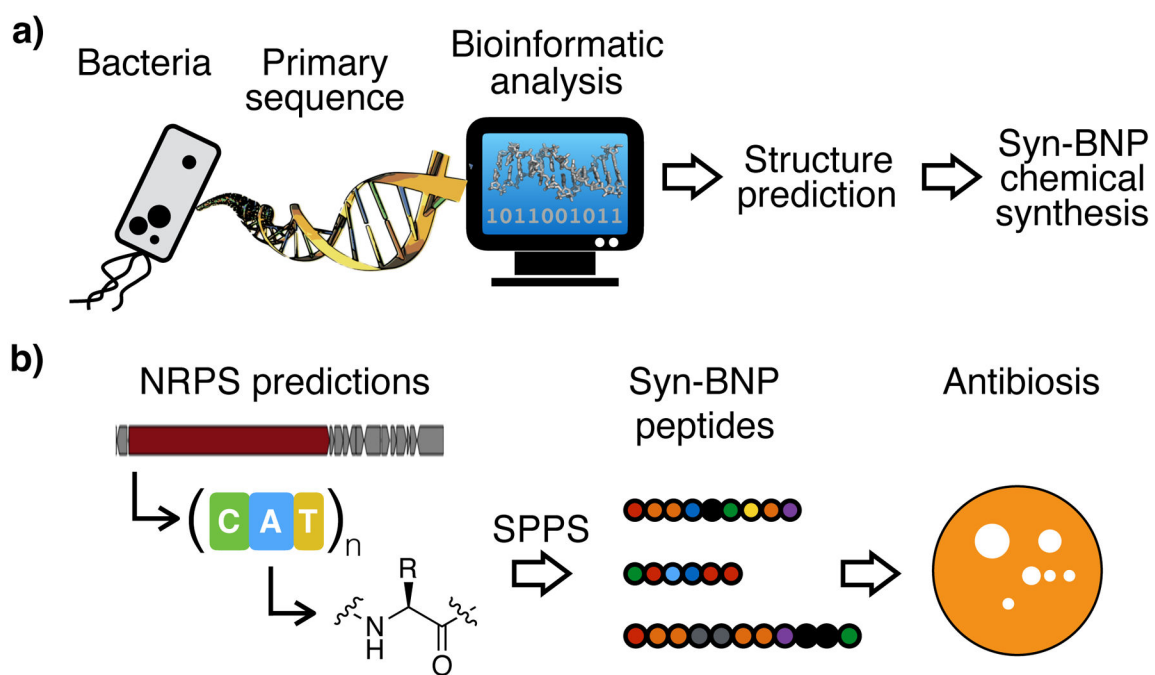 a)
Bacteria
Primary
sequence
Bioinformatic
analysis
1011001011
Structure
prediction
Syn-BNP
chemical
synthesis
b)
NRPS predictions
(C A T)n
R
N
H
O
SPPS
Syn-BNP
peptides
Antibiosis